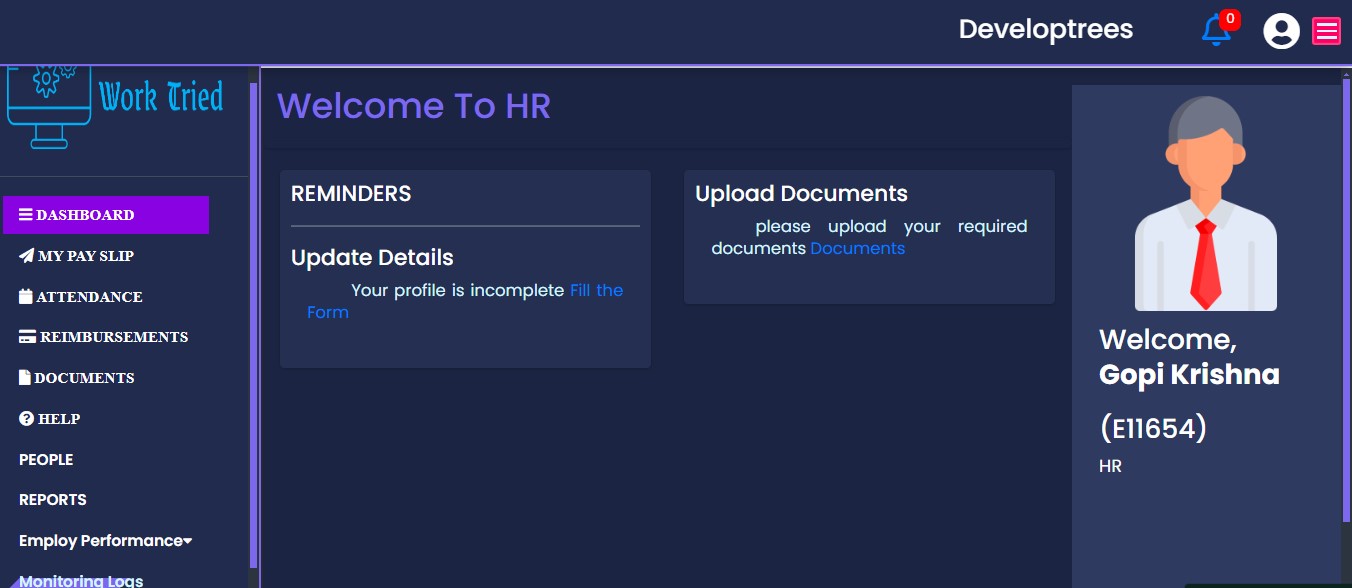 Developtrees
0
Work Tried
DASHBOARD
MY PAY SLIP
ATTENDANCE
REIMBURSEMENTS
DOCUMENTS
HELP
PEOPLE
REPORTS
Employ Performance
Monitoring Logs
Welcome To HR
REMINDERS
Update Details
Your profile is incomplete Fill the
Form
Upload Documents
please upload your required
documents Documents
Welcome,
Gopi Krishna
(E11654)
HR